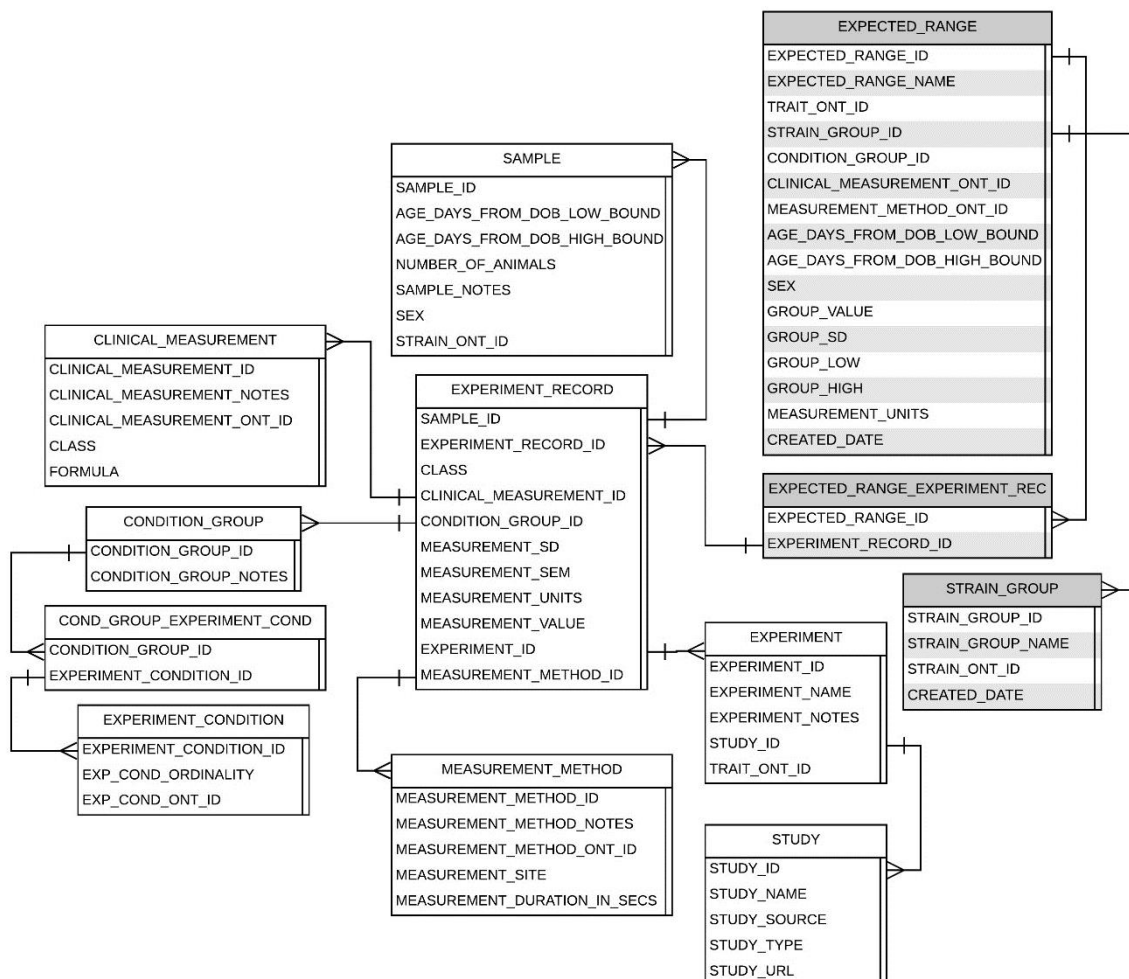 EXPECTED_RANGE
EXPECTED_RANGE_ID
EXPECTED_RANGE_NAME
TRAIT_ONT_ID
STRAIN_GROUP_ID
CONDITION_GROUP_ID
CLINICAL_MEASUREMENT_ONT_ID
MEASUREMENT_METHOD_ONT_ID
AGE_DAYS_FROM_DOB_LOW_BOUND
AGE_DAYS_FROM_DOB_HIGH_BOUND
SEX
GROUP_VALUE
GROUP_SD
GROUP_LOW
GROUP_HIGH
MEASUREMENT_UNITS
CREATED_DATE
SAMPLE
SAMPLE_ID
AGE_DAYS_FROM_DOB_LOW_BOUND
AGE_DAYS_FROM_DOB_HIGH_BOUND
NUMBER_OF_ANIMALS
SAMPLE_NOTES
SEX
STRAIN_ONT_ID
CLINICAL_MEASUREMENT
CLINICAL_MEASUREMENT_ID
CLINICAL_MEASUREMENT_NOTES
CLINICAL_MEASUREMENT_ONT_ID
CLASS
FORMULA
EXPERIMENT_RECORD
SAMPLE_ID
EXPERIMENT_RECORD_ID
CLASS
CLINICAL_MEASUREMENT_ID
CONDITION_GROUP_ID
MEASUREMENT_SD
MEASUREMENT_SEM
MEASUREMENT_UNITS
MEASUREMENT_VALUE
EXPERIMENT_ID
MEASUREMENT_METHOD_ID
EXPECTED_RANGE_EXPERIMENT_REC
EXPECTED_RANGE_ID
EXPERIMENT_RECORD_ID
CONDITION_GROUP
CONDITION_GROUP_ID
CONDITION_GROUP_NOTES
COND_GROUP_EXPERIMENT_COND
CONDITION_GROUP_ID
EXPERIMENT_CONDITION_ID
EXPERIMENT_CONDITION
EXPERIMENT_CONDITION_ID
EXP_COND_ORDINALITY
EXP_COND_ONT_ID
STRAIN_GROUP
STRAIN_GROUP_ID
STRAIN_GROUP_NAME
STRAIN_ONT_ID
CREATED_DATE
EXPERIMENT
EXPERIMENT_ID
EXPERIMENT_NAME
EXPERIMENT_NOTES
STUDY_ID
TRAIT_ONT_ID
MEASUREMENT_METHOD
MEASUREMENT_METHOD_ID
MEASUREMENT_METHOD_NOTES
MEASUREMENT_METHOD_ONT_ID
MEASUREMENT_SITE
MEASUREMENT_DURATION_IN_SECS
STUDY
STUDY_ID
STUDY_NAME
STUDY_SOURCE
STUDY_TYPE
STUDY_URL